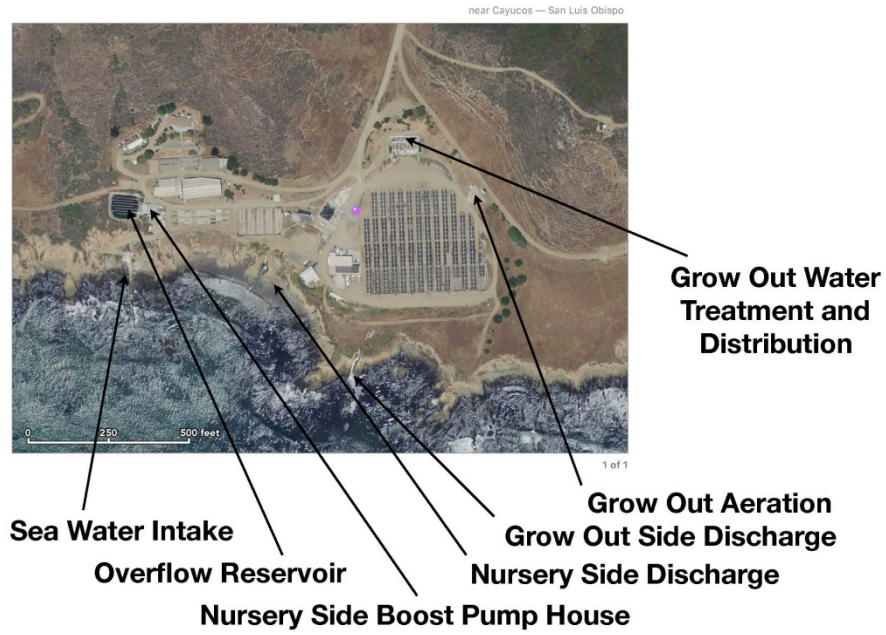 near Cayucos — San Luis Obispo
Grow Out Water
Treatment and
Distribution
0 250 500 feet
1 of 1
Grow Out Aeration
Sea Water Intake
Grow Out Side Discharge
Overflow Reservoir
Nursery Side Discharge
Nursery Side Boost Pump House